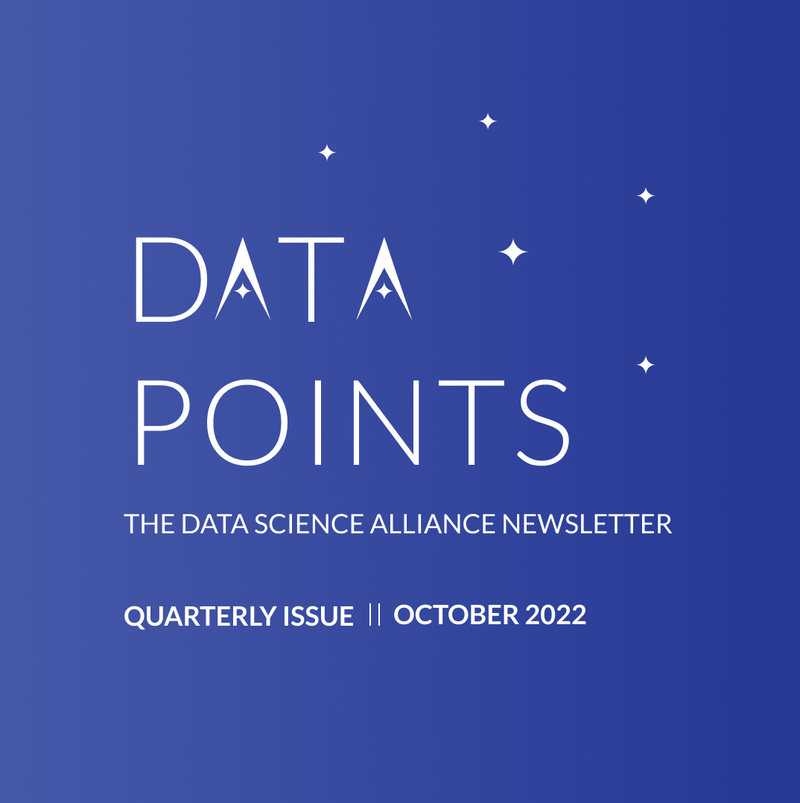 DATA
POINTS
THE DATA SCIENCE ALLIANCE NEWSLETTER
QUARTERLY ISSUE || OCTOBER 2022